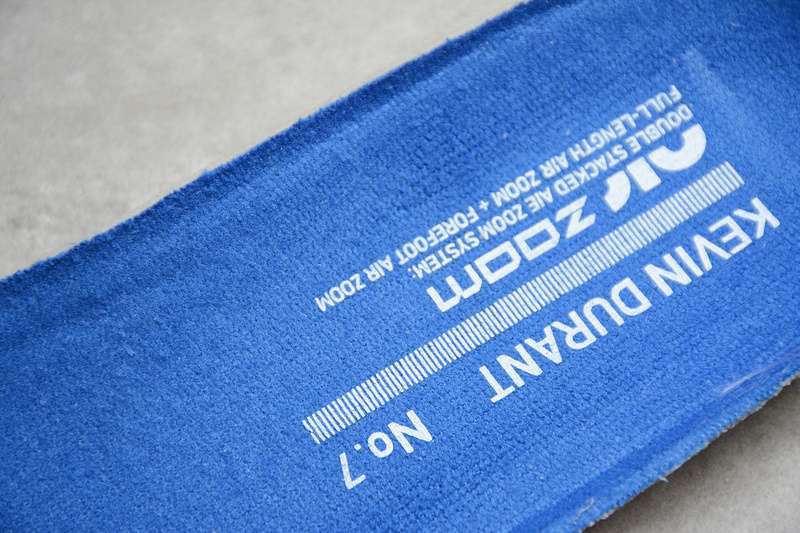 KEVIN DURANT No.7
AIR ZOOM
DOUBLE STACKED AIE ZOOM SYSTEM.
FULL-LENGTH AIR ZOOM + FOREFOOT AIR ZOOM